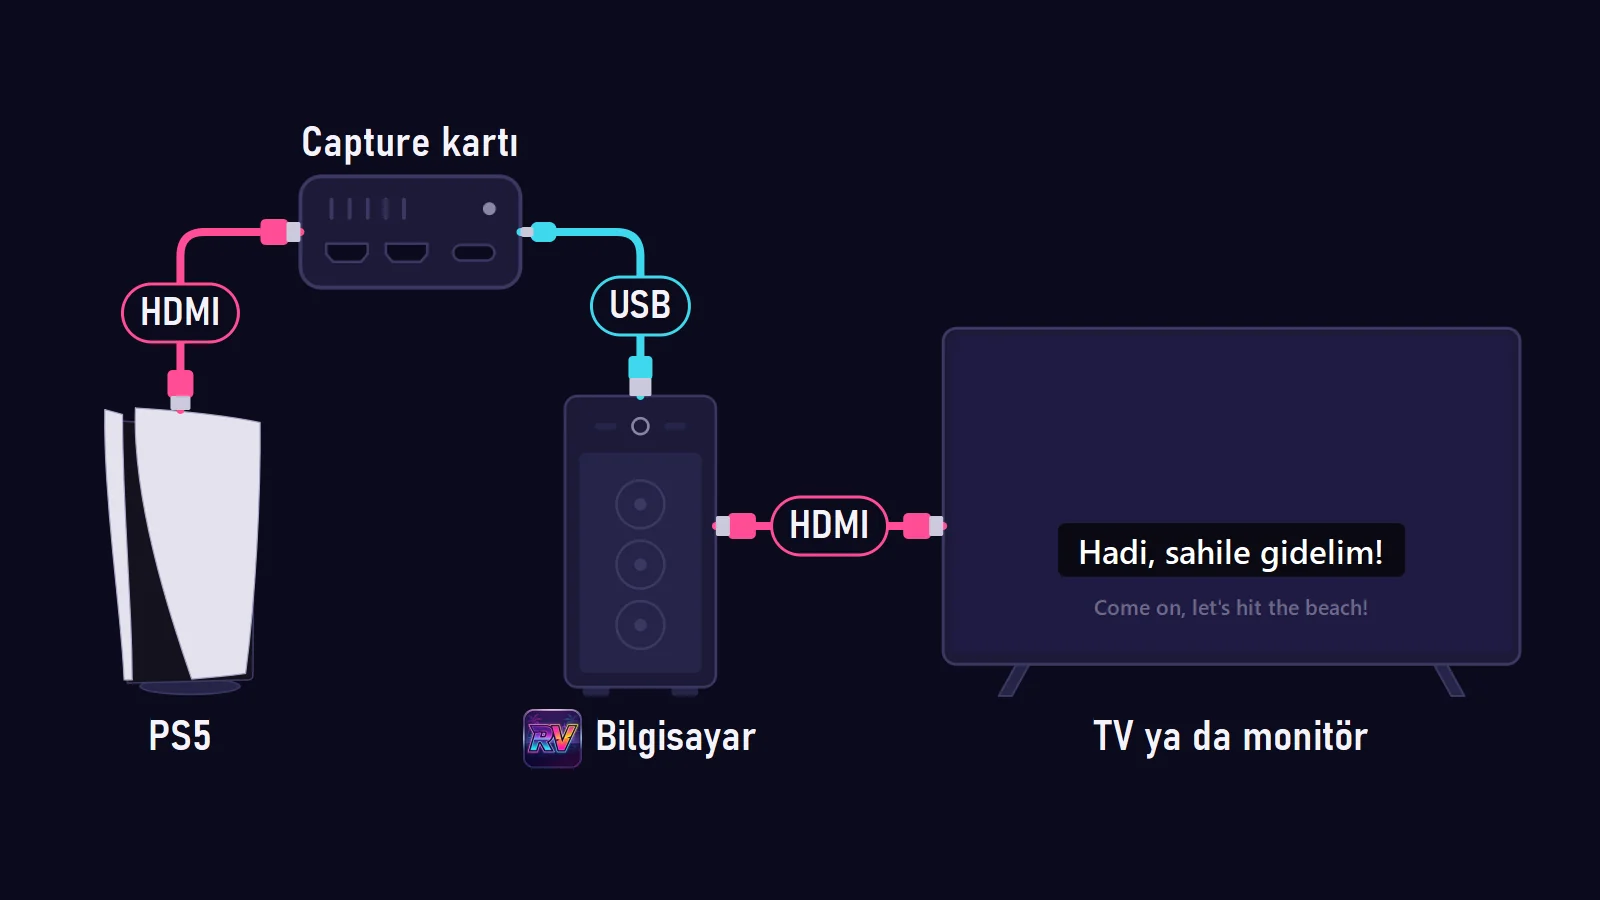 Capture kartı
HDMI
USB
HDMI
Hadi, sahile gidelim!
Come on, let's hit the beach!
PS5
RV
Bilgisayar
TV ya da monitör